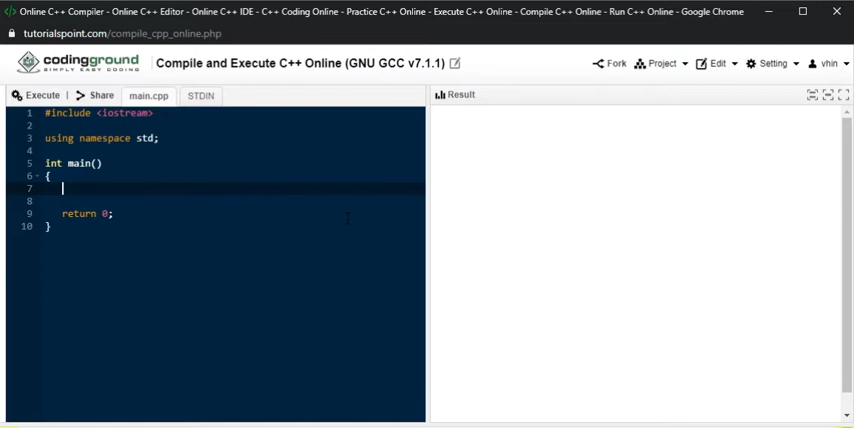 Online C++ Compiler - Online C++ Editor - Online C++ IDE - C++ Coding Online - Practice C++ Online - Execute C++ Online - Compile C++ Online - Run C++ Online - Google Chrome
tutorialspoint.com/compile_cpp_online.php
codingground
SIMPLY EASY CODING
Compile and Execute C++ Online (GNU GCC v7.1.1)
Fork Project Edit Setting vhin
Execute | Share main.cpp STDIN
Result
1 #include <iostream>
2
3 using namespace std;
4
5 int main()
6 {
7
8
9 return 0;
10 }